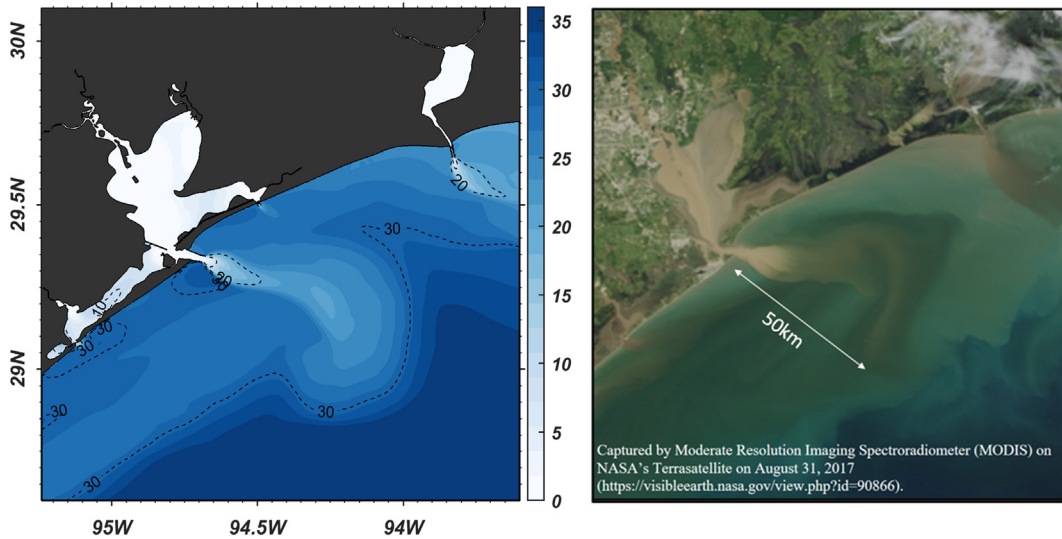 30N
29.5N
29N
95W
94.5W
94W
35
30
25
20
15
10
5
0
20
30
20
10
30
30
30
30
30
50km
Captured by Moderate Resolution Imaging Spectroradiometer (MODIS) on
NASA's Terrasatellite on August 31, 2017
(https://visibleearth.nasa.gov/view.php?id=90866).